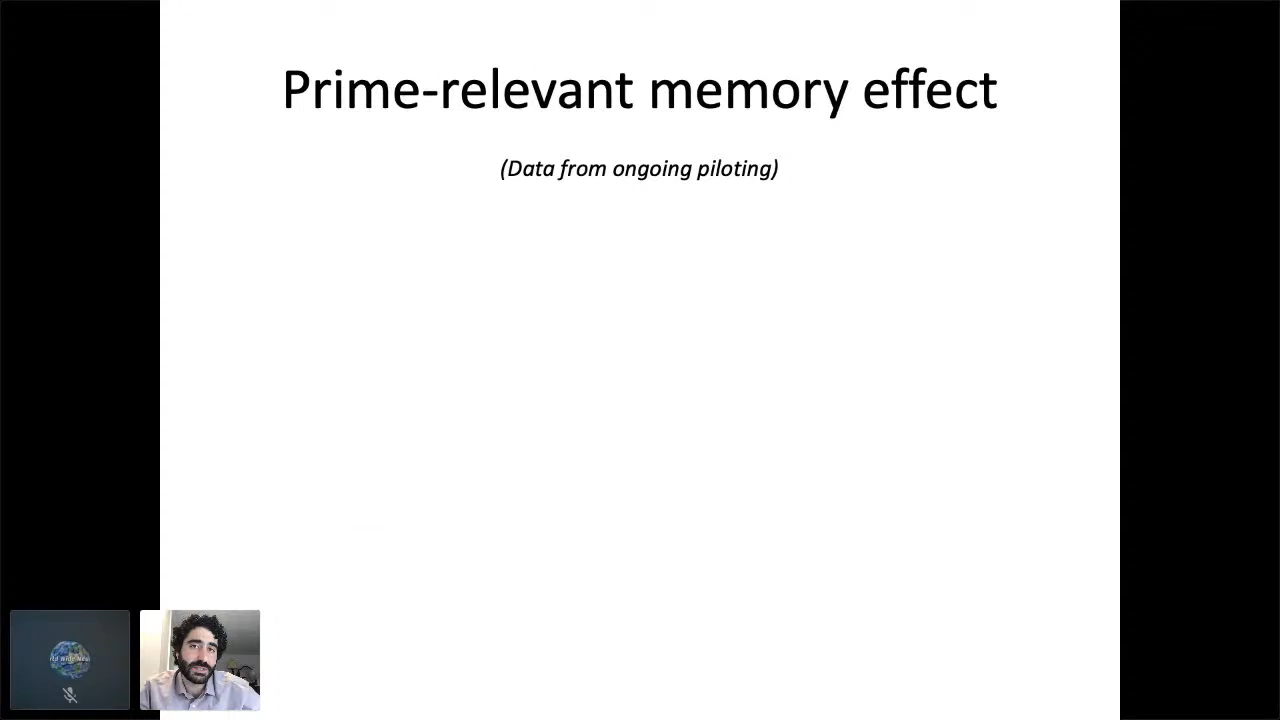 Prime-relevant memory effect
(Data from ongoing piloting)